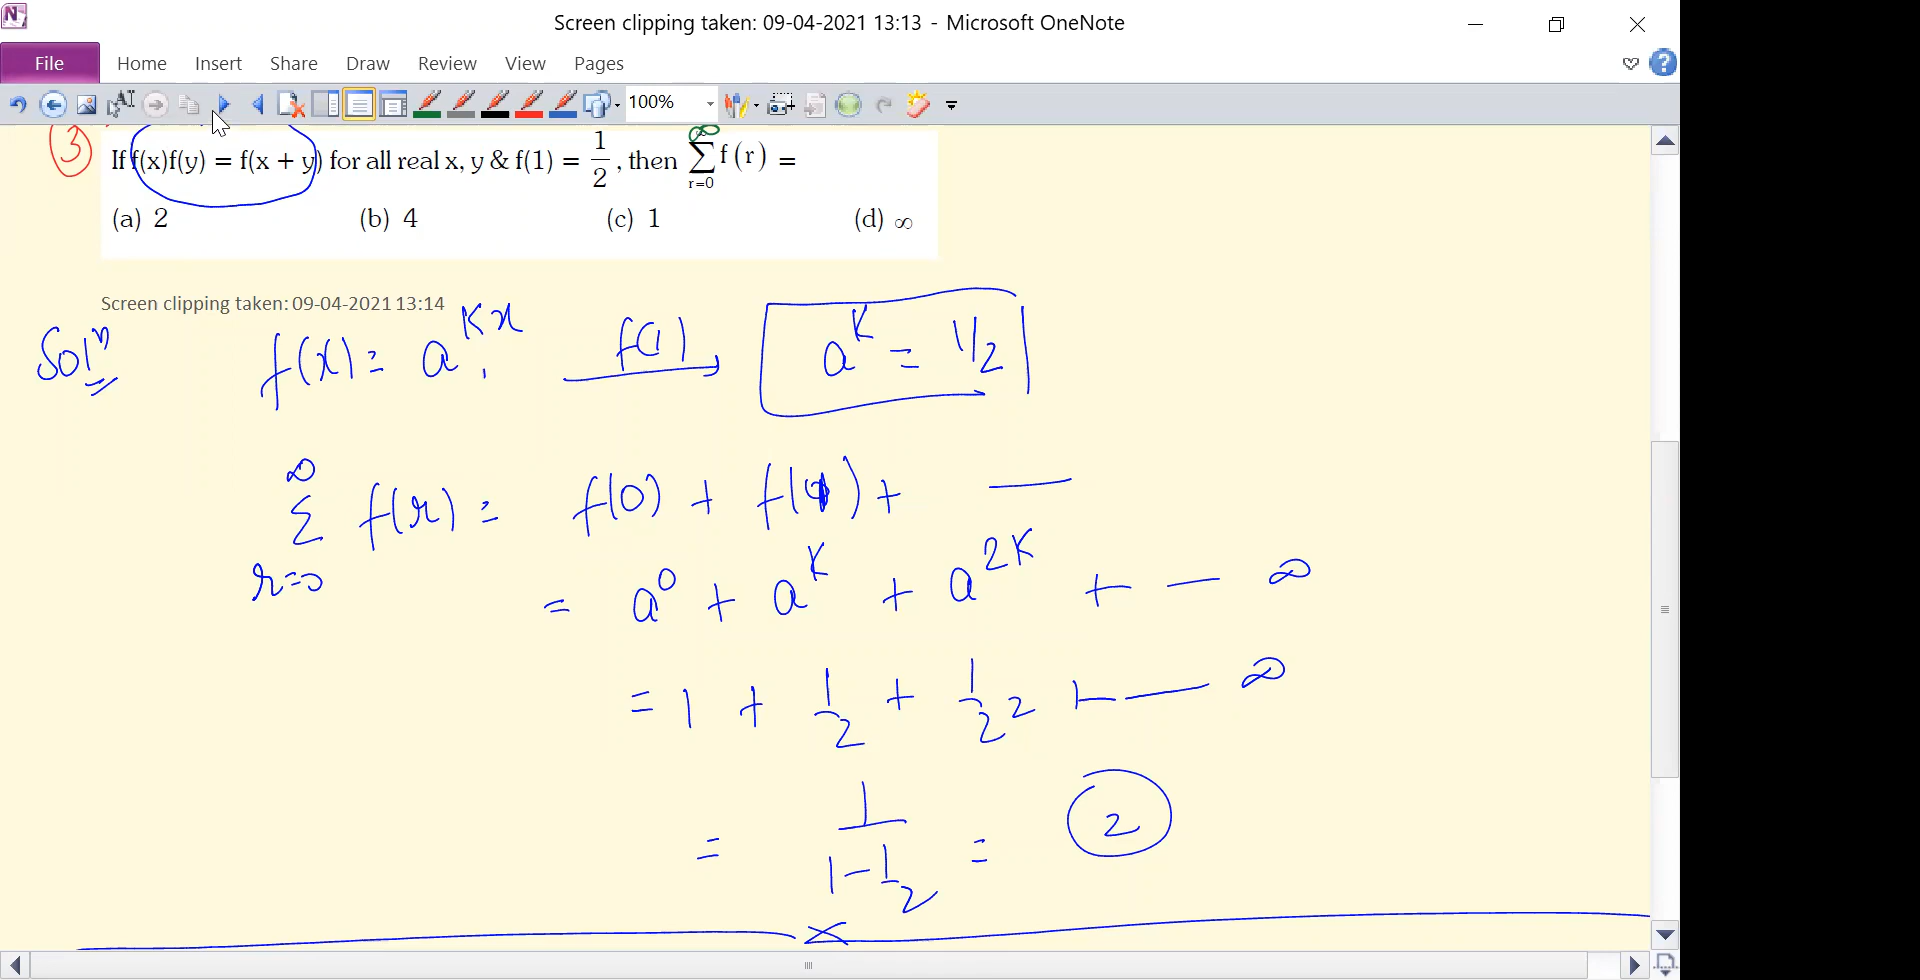 Screen clipping taken: 09-04-2021 13:13 - Microsoft OneNote
File Home Insert Share Draw Review View Pages
100%
③ If f(x)f(y) = f(x + y) for all real x, y & f(1) = 1/2, then ∞∑r=0 f(r) =
(a) 2 (b) 4 (c) 1 (d) ∞
Screen clipping taken: 09-04-2021 13:14
Solⁿ f(x) = a^{Kx}. f(1) → a^K = 1/2
∞∑r=0 f(r) = f(0) + f(1) + —
= a^0 + a^K + a^{2K} + — ∞
= 1 + 1/2 + 1/2^2 + — ∞
= 1/(1 - 1/2) = 2